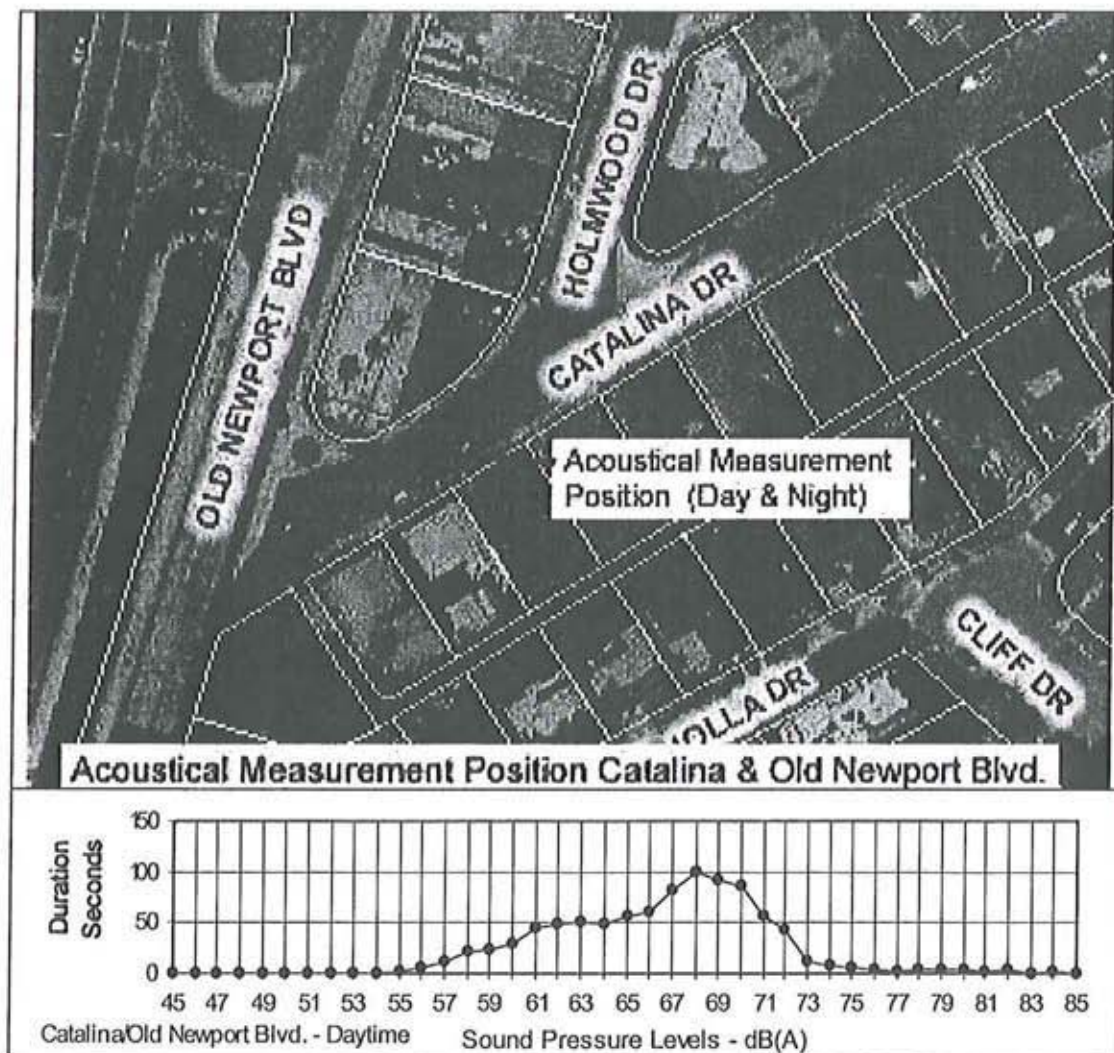 HOLMWOOD DR
OLD NEWPORT BLVD
CATALINA DR
Acoustical Measurement
Position (Day & Night)
CLIFF DR
OLLA DR
Acoustical Measurement Position Catalina & Old Newport Blvd.
150
100
50
0
Duration
Seconds
45 47 49 51 53 55 57 59 61 63 65 67 69 71 73 75 77 79 81 83 85
Catalina/Old Newport Blvd. - Daytime
Sound Pressure Levels - dB(A)